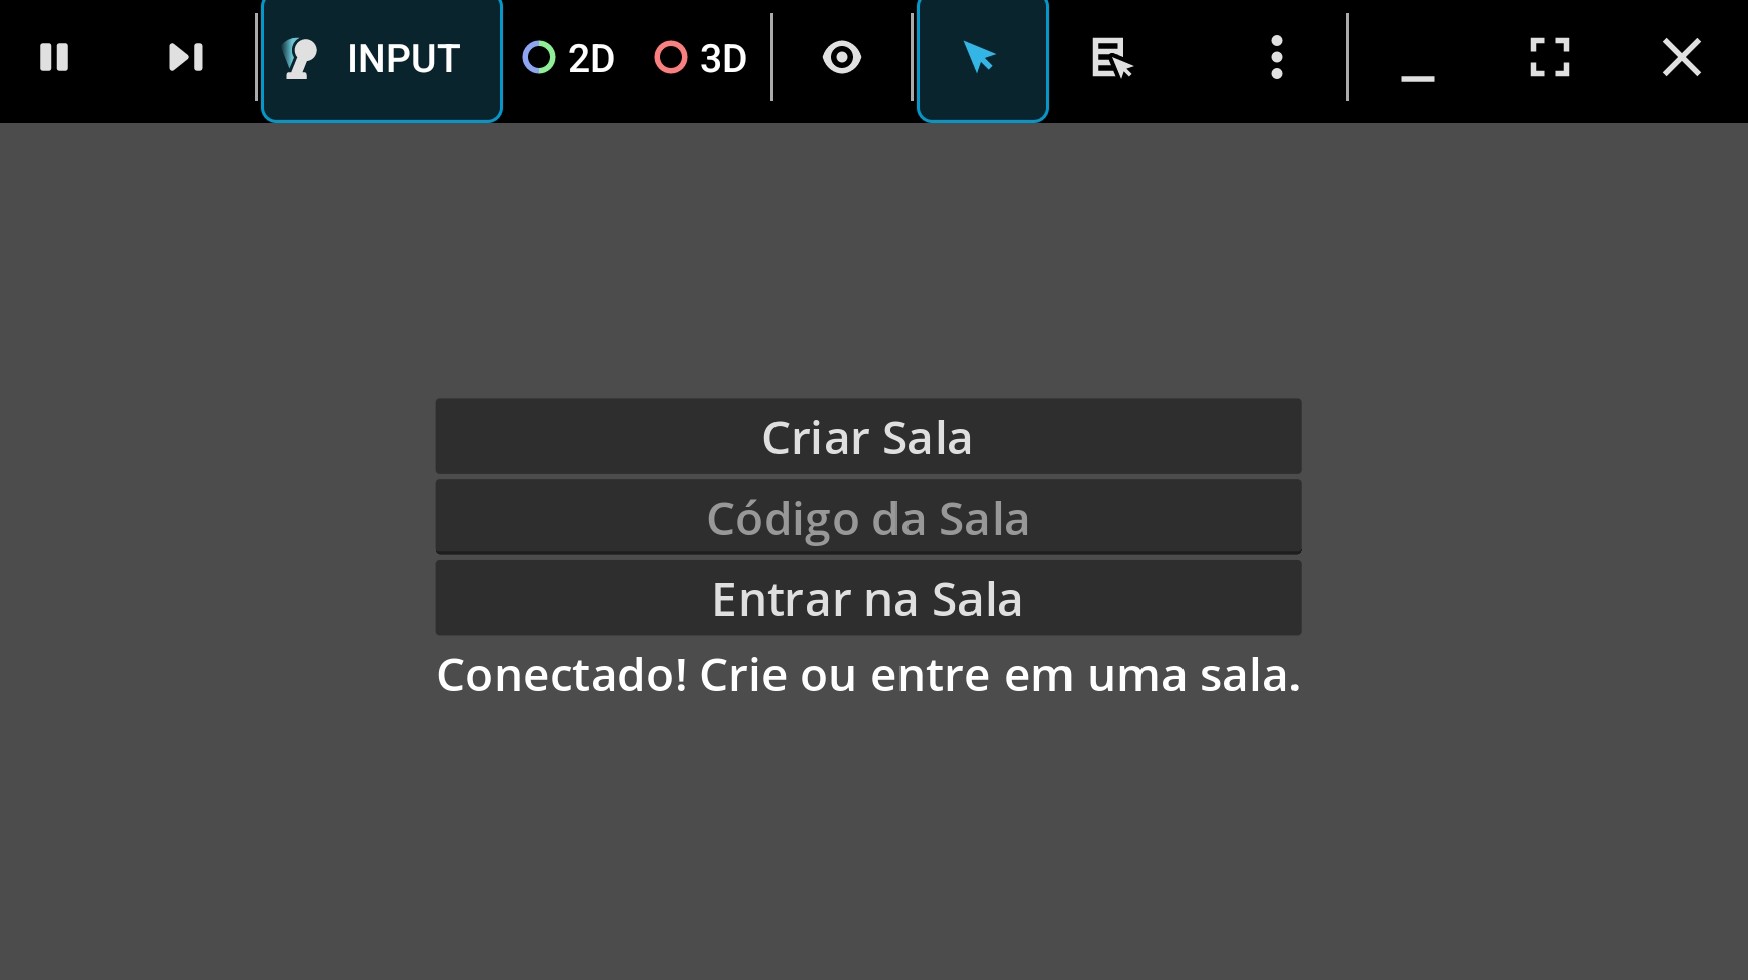 INPUT 2D 3D
Criar Sala
Código da Sala
Entrar na Sala
Conectado! Crie ou entre em uma sala.